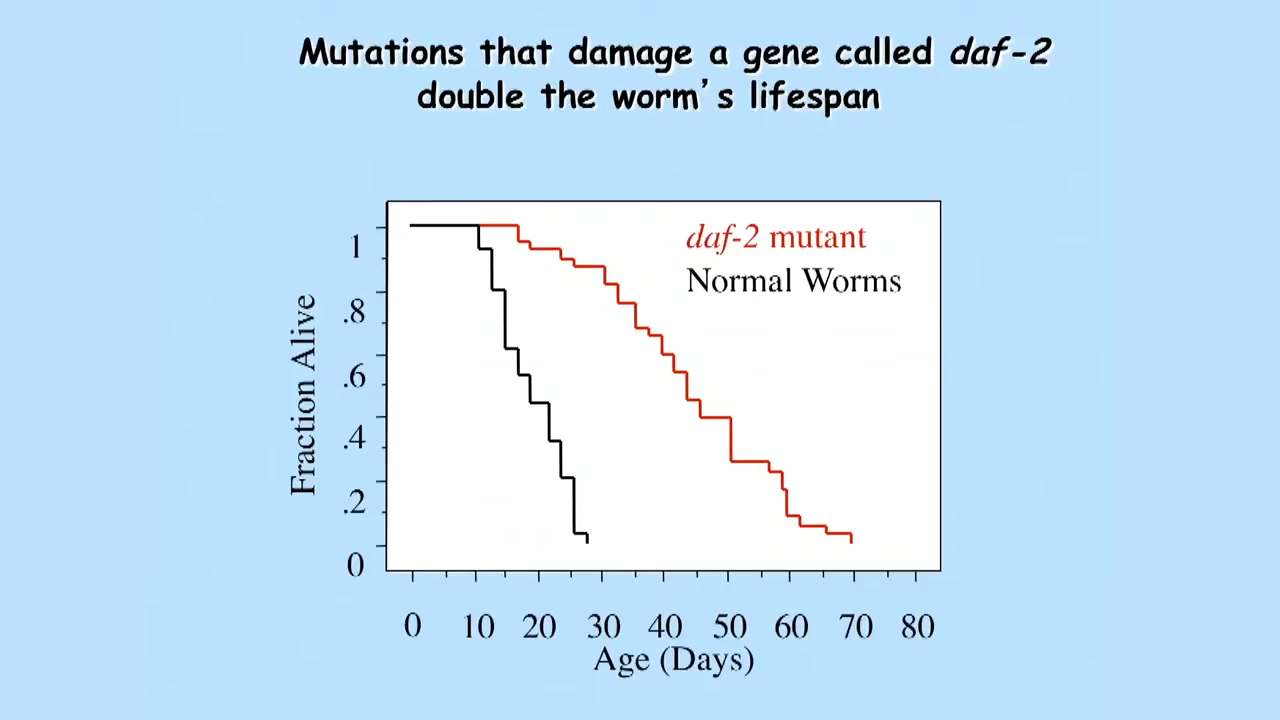 Mutations that damage a gene called daf-2
double the worm's lifespan
daf-2 mutant
Normal Worms
Fraction Alive
1
.8
.6
.4
.2
0
0 10 20 30 40 50 60 70 80
Age (Days)